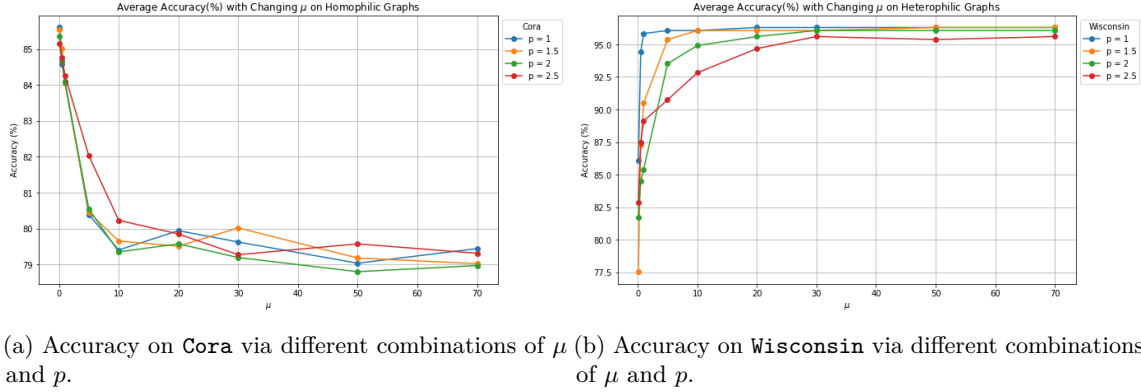 Average Accuracy(%) with Changing μ on Homophilic Graphs
Cora
p = 1
p = 1.5
p = 2
p = 2.5
Accuracy (%)
85
84
83
82
81
80
79
0 10 20 30 40 50 60 70
μ
Average Accuracy(%) with Changing μ on Heterophilic Graphs
Wisconsin
p = 1
p = 1.5
p = 2
p = 2.5
Accuracy (%)
95.0
92.5
90.0
87.5
85.0
82.5
80.0
77.5
0 10 20 30 40 50 60 70
μ
(a) Accuracy on Cora via different combinations of μ
and p.
(b) Accuracy on Wisconsin via different combinations
of μ and p.